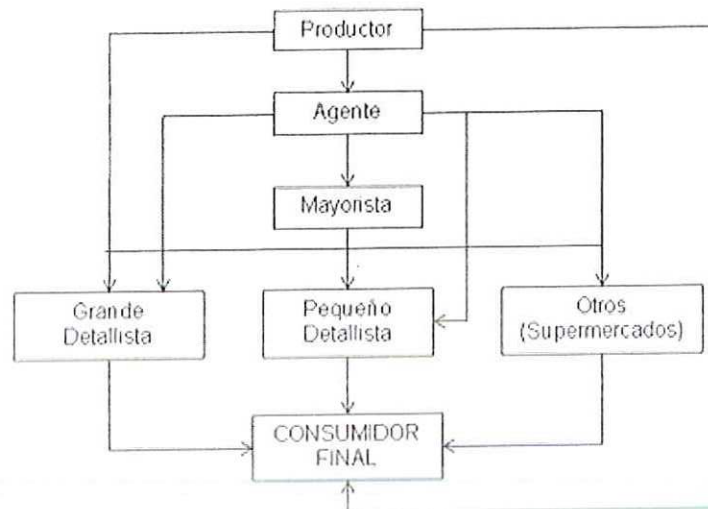 Productor
Agente
Mayorista
Grande
Detallista
Pequeño
Detallista
Otros
(Supermercados)
CONSUMIDOR
FINAL